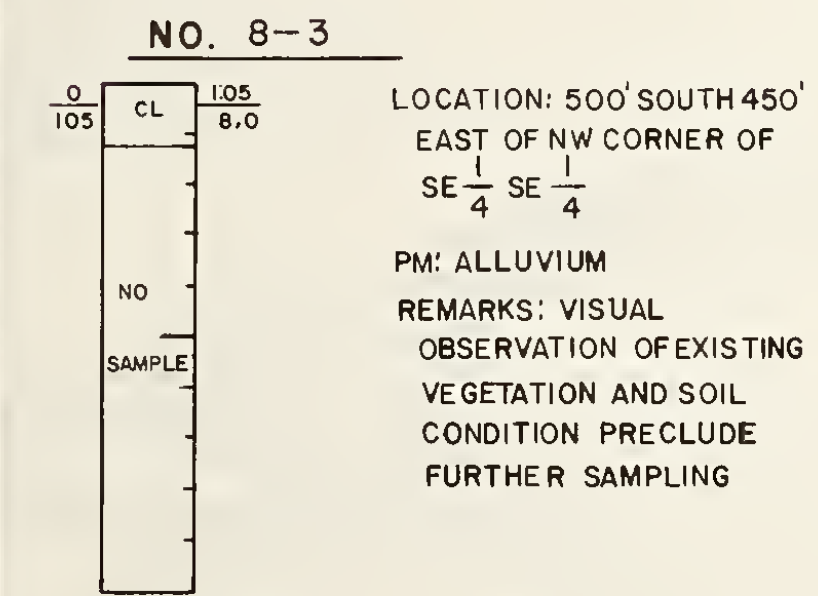 NO. 8-3
0
105
CL
1:05
8.0
NO
SAMPLE
LOCATION: 500' SOUTH 450'
EAST OF NW CORNER OF
SE 1/4 SE 1/4
PM: ALLUVIUM
REMARKS: VISUAL
OBSERVATION OF EXISTING
VEGETATION AND SOIL
CONDITION PRECLUDE
FURTHER SAMPLING